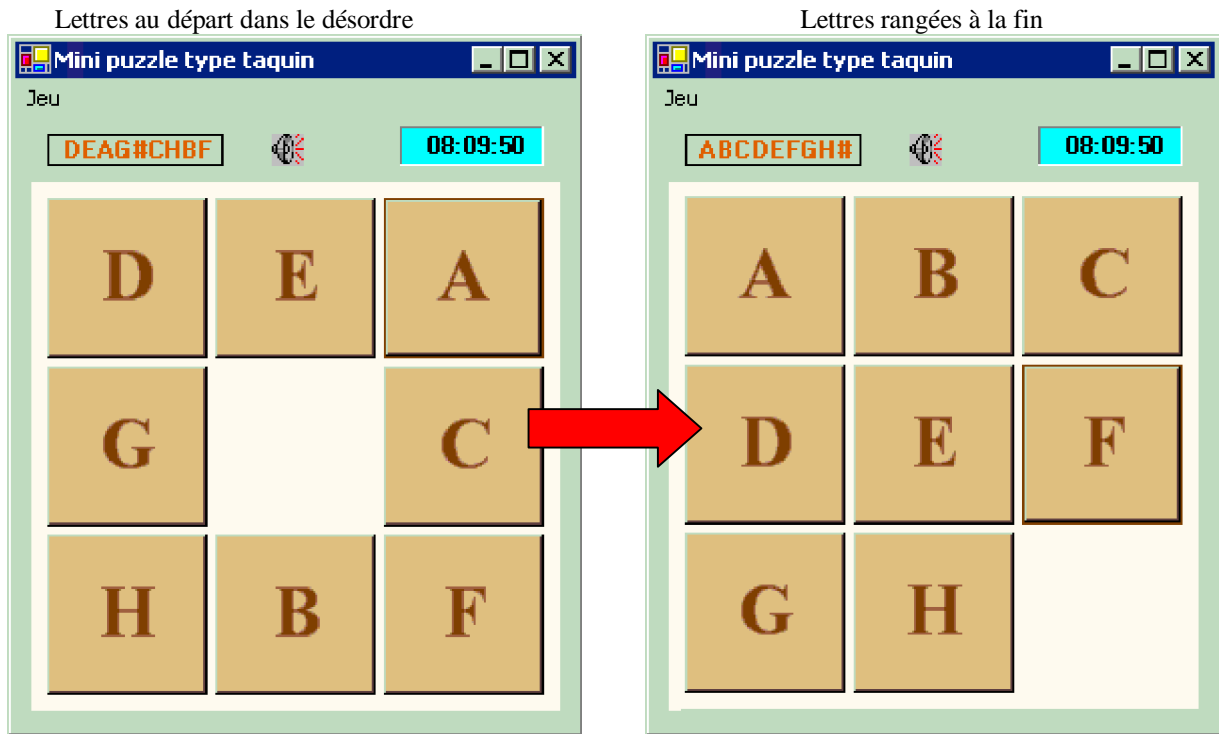 Lettres au départ dans le désordre
Mini puzzle type taquin
Jeu
DEAG#CHBF
08:09:50
D E A
G C
H B F
Lettres rangées à la fin
Mini puzzle type taquin
Jeu
ABCDEFGH#
08:09:50
A B C
D E F
G H